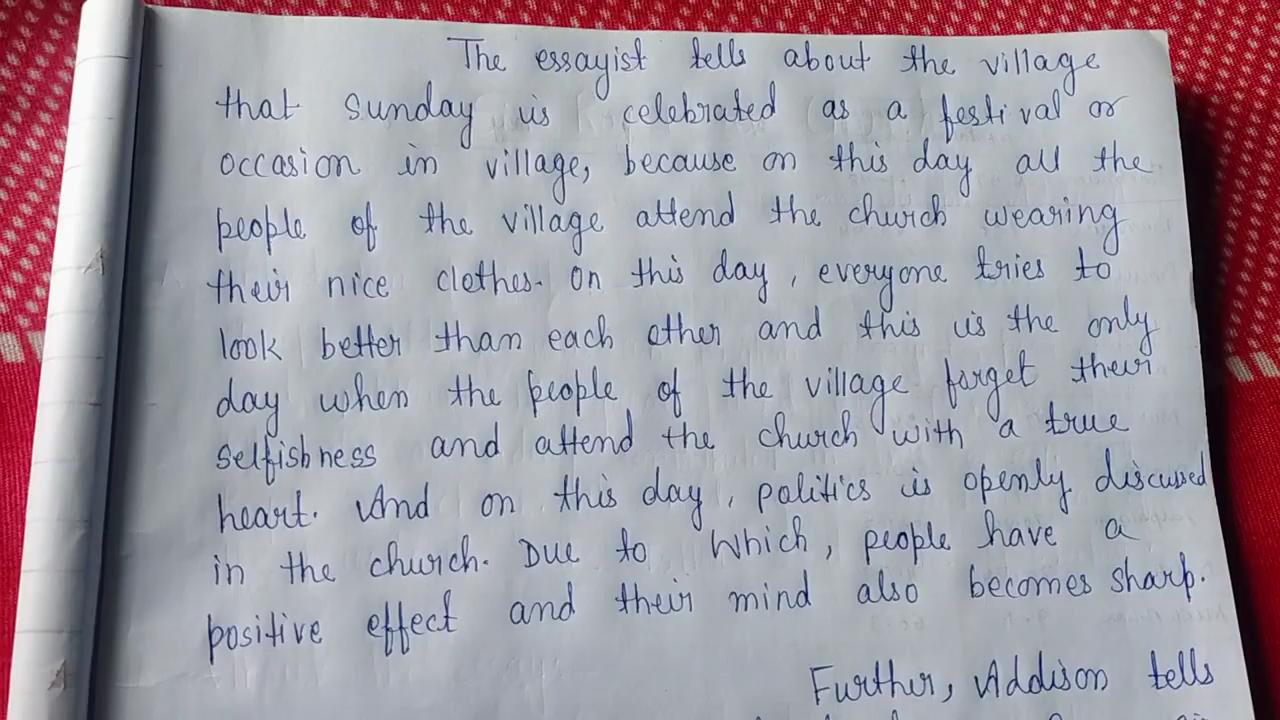 The essayist tells about the village
that Sunday is celebrated as a festival or
occasion in village, because on this day all the
people of the village attend the church wearing
their nice clothes. On this day, everyone tries to
look better than each other and this is the only
day when the people of the village forget their
selfishness and attend the church with a true
heart. And on this day, politics is openly discussed
in the church. Due to which, people have a
positive effect and their mind also becomes sharp.
Further, Addison tells